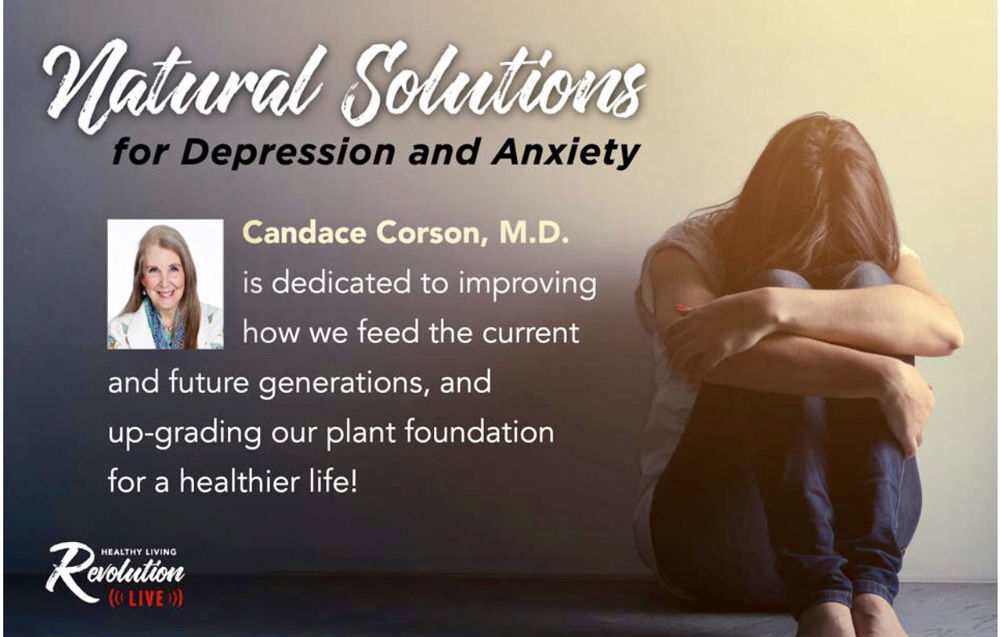 Natural Solutions
for Depression and Anxiety
Candace Corson, M.D.
is dedicated to improving
how we feed the current
and future generations, and
up-grading our plant foundation
for a healthier life!
HEALTHY LIVING
Revolution
LIVE